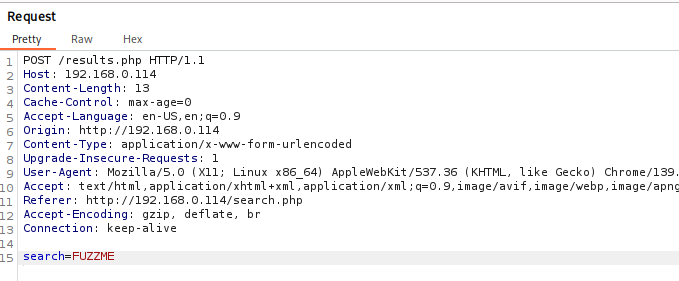 Request
Pretty Raw Hex
1 POST /results.php HTTP/1.1
2 Host: 192.168.0.114
3 Content-Length: 13
4 Cache-Control: max-age=0
5 Accept-Language: en-US,en;q=0.9
6 Origin: http://192.168.0.114
7 Content-Type: application/x-www-form-urlencoded
8 Upgrade-Insecure-Requests: 1
9 User-Agent: Mozilla/5.0 (X11; Linux x86_64) AppleWebKit/537.36 (KHTML, like Gecko) Chrome/139.
10 Accept: text/html,application/xhtml+xml,application/xml;q=0.9,image/avif,image/webp,image/apng
11 Referer: http://192.168.0.114/search.php
12 Accept-Encoding: gzip, deflate, br
13 Connection: keep-alive
14
15 search=FUZZME